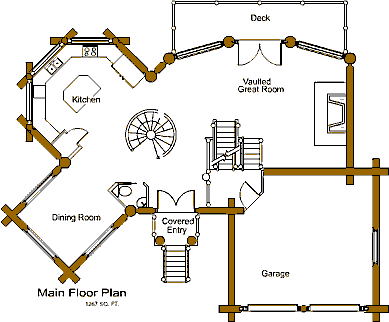 Deck
Vaulted
Great Room
Kitchen
Dining Room
Covered
Entry
Garage
Main Floor Plan
1267 SQ. FT.